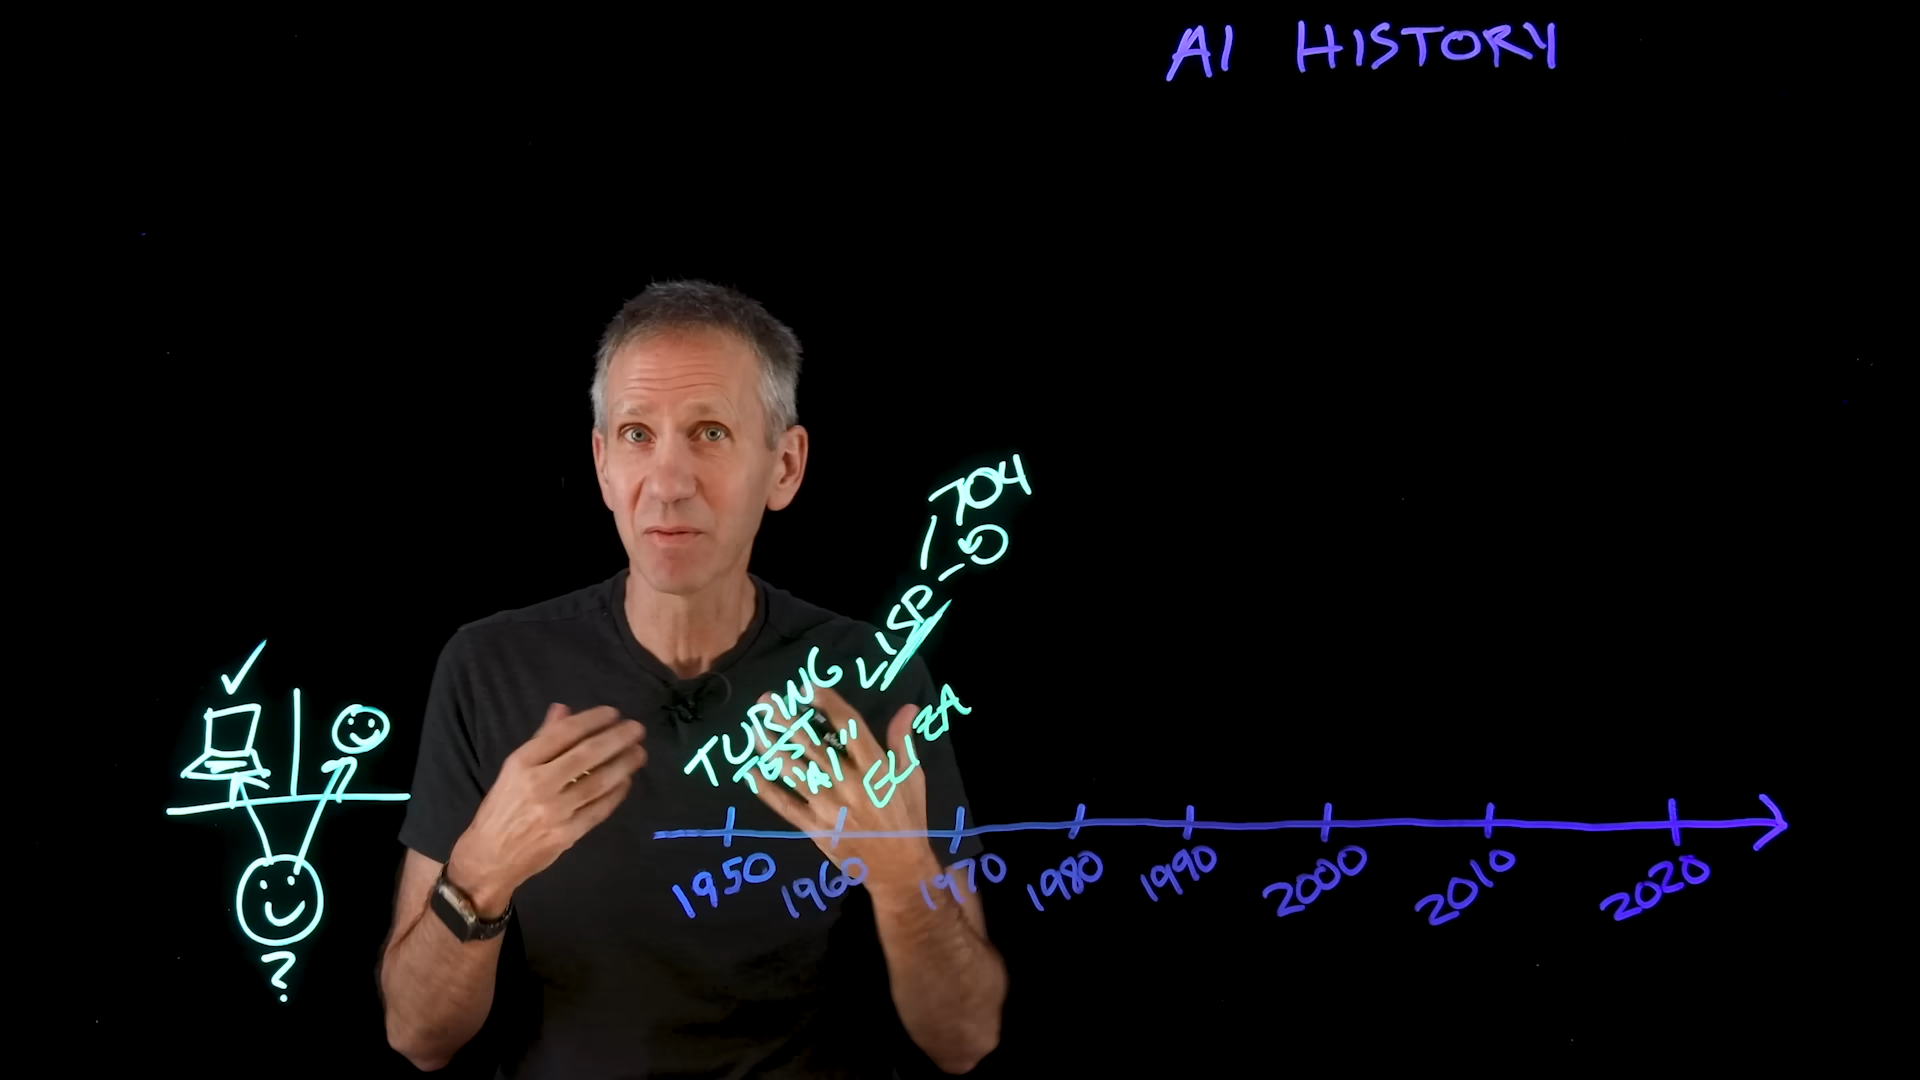 AI HISTORY
704
LISP
TURING
TEST
"AI"
ELIZA
1950 1960 1970 1980 1990 2000 2010 2020
?